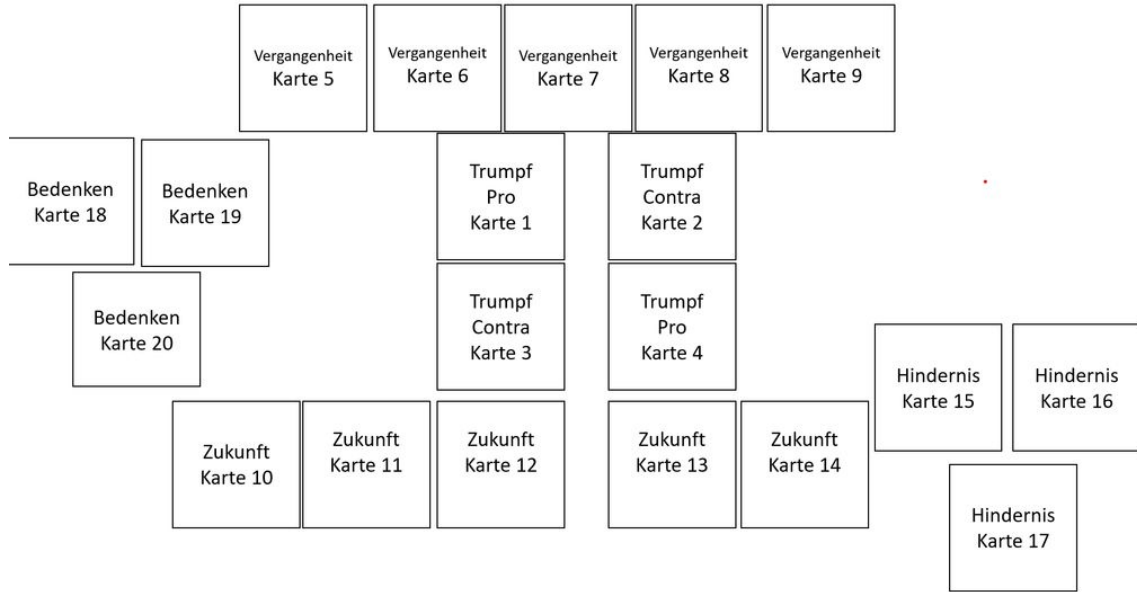 Vergangenheit
Karte 5
Vergangenheit
Karte 6
Vergangenheit
Karte 7
Vergangenheit
Karte 8
Vergangenheit
Karte 9
Bedenken
Karte 18
Bedenken
Karte 19
Trumpf
Pro
Karte 1
Trumpf
Contra
Karte 2
Bedenken
Karte 20
Trumpf
Contra
Karte 3
Trumpf
Pro
Karte 4
Hindernis
Karte 15
Hindernis
Karte 16
Zukunft
Karte 10
Zukunft
Karte 11
Zukunft
Karte 12
Zukunft
Karte 13
Zukunft
Karte 14
Hindernis
Karte 17